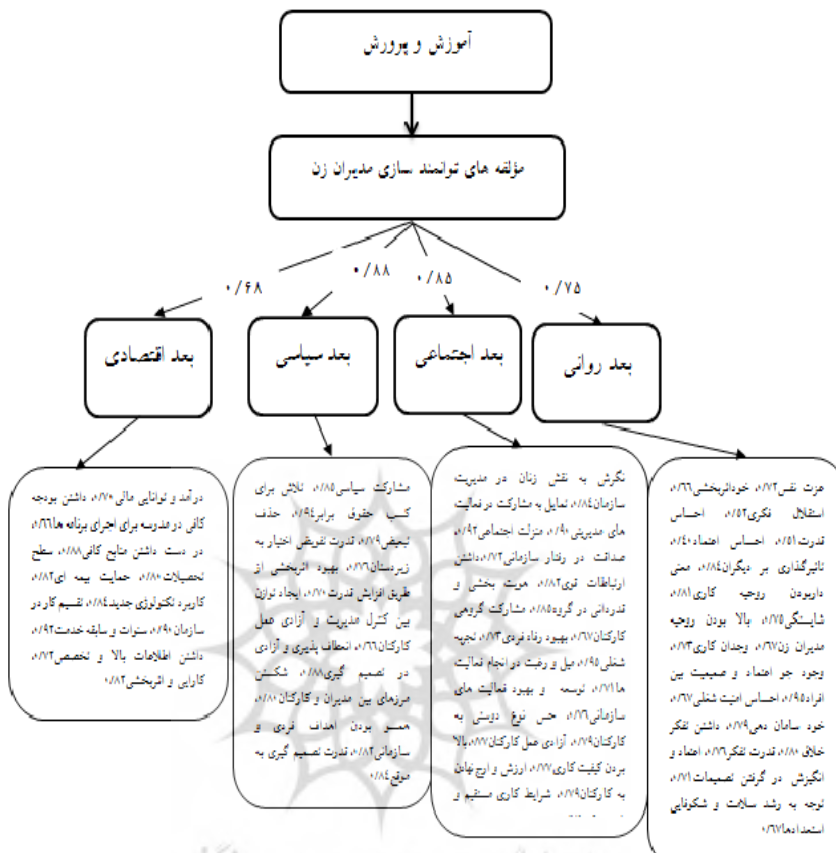 آموزش و پرورش
مؤلفه های توانمند سازی مدیران زن
۰/۷۵
۰/۸۵
۰/۸۸
۰/۶۸
بعد روانی
بعد اجتماعی
بعد سیاسی
بعد اقتصادی
عزت نفس۰/۷۲، خوداثربخشی۰/۶۶،
استقلال فکری۰/۵۲، احساس
قدرت۰/۵۱، احساس اعتماد۰/۴۰،
تاثیرگذاری بر دیگران۰/۸۴، معنی
داربودن روحیه کاری۰/۸۱،
شایستگی۰/۷۵، بالا بودن روحیه
مدیران زن۰/۶۷، وجدان کاری۰/۷۳،
وجود جو اعتماد و صمیمیت بین
افراد۰/۹۵، احساس امنیت شغلی۰/۶۷،
خود سامان دهی۰/۷۹، داشتن تفکر
خلاق ۰/۸۰، قدرت تفکر۰/۷۶، اعتماد و
انگیزش در گرفتن تصمیمات۰/۷۱،
توجه به رشد سلامت و شکوفایی
استعدادها۰/۶۷
نگرش به نقش زنان در مدیریت
سازمان۰/۸۴، تمایل به مشارکت در فعالیت
های مدیریتی۰/۹۰، منزلت اجتماعی۰/۹۲،
صداقت در رفتار سازمانی۰/۷۲،داشتن
ارتباطات قوی۰/۸۲، هویت بخشی و
قدردانی در گروه۰/۸۵، مشارکت گروهی
کارکنان۰/۶۷، بهبود رفاه فردی۰/۷۳، تجربه
شغلی۰/۹۵، میل و رغبت در انجام فعالیت
ها۰/۷۱، توسعه و بهبود فعالیت های
سازمانی۰/۷۶، حس نوع دوستی به
کارکنان۰/۷۹، آزادی عمل کارکنان۰/۷۷،بالا
بردن کیفیت کاری۰/۷۷، ارزش و ارج نهادن
به کارکنان۰/۷۹، شرایط کاری مستقیم و
مشارکت سیاسی۰/۸۵، تلاش برای
کسب حقوق برابر۰/۹۴، حذف
تبعیض۰/۷۹، قدرت تفویض اختیار به
زیردستان۰/۷۶، بهبود اثربخشی از
طریق افزایش قدرت۰/۷۰، ایجاد توازن
بین کنترل مدیریت و آزادی عمل
کارکنان۰/۶۶، انعطاف پذیری و آزادی
در تصمیم گیری۰/۸۸، شکستن
مرزهای بین مدیران و کارکنان۰/۸۰،
همسو بودن اهداف فردی و
سازمانی۰/۸۲، قدرت تصمیم گیری به
موقع۰/۸۴
درآمد و توانایی مالی۰/۷۰، داشتن بودجه
کافی در مدرسه برای اجرای برنامه ها۰/۶۶،
در دست داشتن منابع کافی۰/۸۸، سطح
تحصیلات۰/۸۰، حمایت بیمه ای۰/۸۲،
کاربرد تکنولوژی جدید۰/۸۴، تقسیم کار در
سازمان۰/۹۰، سنوات و سابقه خدمت۰/۹۲،
داشتن اطلاعات بالا و تخصصی۰/۷۲،
کارایی و اثربخشی۰/۸۲